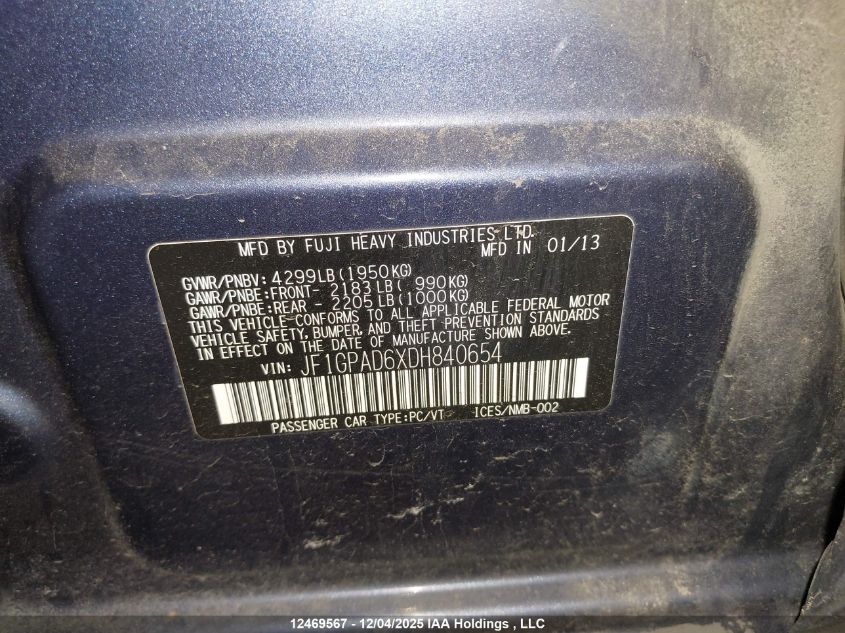 MFD BY FUJI HEAVY INDUSTRIES LTD.
MFD IN 01/13
GVWR/PNBV: 4299LB(1950KG)
GAWR/PNBE:FRONT- 2183LB( 990KG)
GAWR/PNBE:REAR - 2205LB(1000KG)
THIS VEHICLE CONFORMS TO ALL APPLICABLE FEDERAL MOTOR
VEHICLE SAFETY, BUMPER, AND THEFT PREVENTION STANDARDS
IN EFFECT ON THE DATE OF MANUFACTURE SHOWN ABOVE.
VIN: JF1GPAD6XDH840654
PASSENGER CAR TYPE:PC/VT ICES/NMB-002
12469567 - 12/04/2025 IAA Holdings , LLC